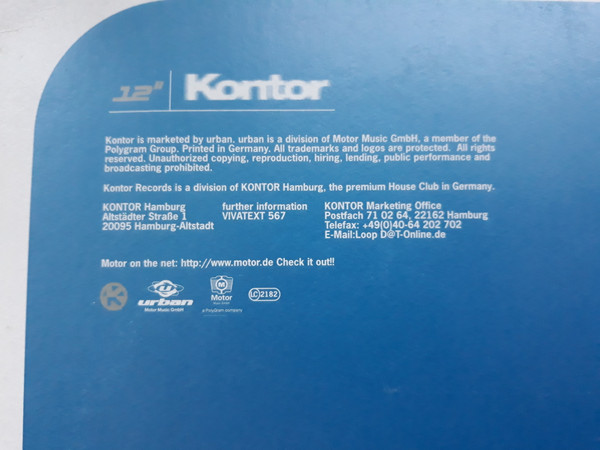 12" Kontor
Kontor is marketed by urban. urban is a division of Motor Music GmbH, a member of the
Polygram Group. Printed in Germany. All trademarks and logos are protected. All rights
reserved. Unauthorized copying, reproduction, hiring, lending, public performance and
broadcasting prohibited.
Kontor Records is a division of KONTOR Hamburg, the premium House Club in Germany.
KONTOR Hamburg
Altstädter Straße 1
20095 Hamburg-Altstadt
further information
VIVATEXT 567
KONTOR Marketing Office
Postfach 71 02 64, 22162 Hamburg
Telefax: +49(0)40-64 202 702
E-Mail:Loop D@T-Online.de
Motor on the net: http://www.motor.de Check it out!!
K
urban
Motor Music GmbH
M
Motor
a PolyGram company
LC 2182